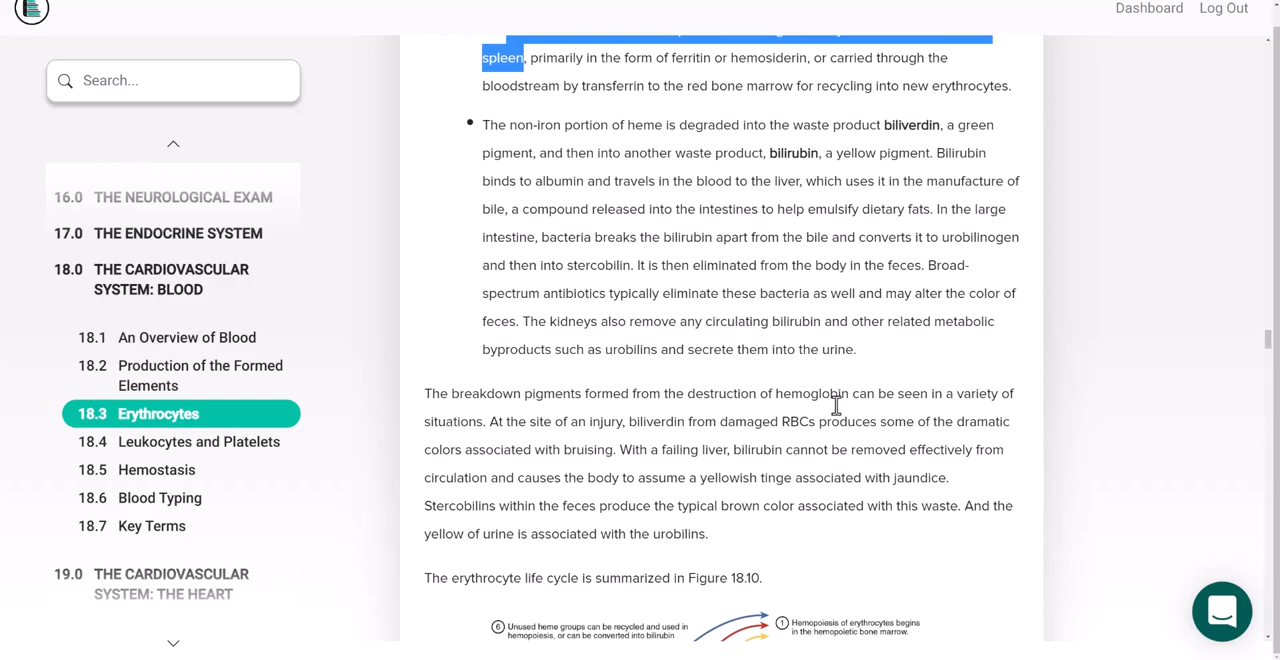 Dashboard Log Out
Search...
16.0 THE NEUROLOGICAL EXAM
17.0 THE ENDOCRINE SYSTEM
18.0 THE CARDIOVASCULAR
SYSTEM: BLOOD
18.1 An Overview of Blood
18.2 Production of the Formed
Elements
18.3 Erythrocytes
18.4 Leukocytes and Platelets
18.5 Hemostasis
18.6 Blood Typing
18.7 Key Terms
19.0 THE CARDIOVASCULAR
SYSTEM: THE HEART
spleen, primarily in the form of ferritin or hemosiderin, or carried through the
bloodstream by transferrin to the red bone marrow for recycling into new erythrocytes.
• The non-iron portion of heme is degraded into the waste product biliverdin, a green
pigment, and then into another waste product, bilirubin, a yellow pigment. Bilirubin
binds to albumin and travels in the blood to the liver, which uses it in the manufacture of
bile, a compound released into the intestines to help emulsify dietary fats. In the large
intestine, bacteria breaks the bilirubin apart from the bile and converts it to urobilinogen
and then into stercobilin. It is then eliminated from the body in the feces. Broad-
spectrum antibiotics typically eliminate these bacteria as well and may alter the color of
feces. The kidneys also remove any circulating bilirubin and other related metabolic
byproducts such as urobilins and secrete them into the urine.
The breakdown pigments formed from the destruction of hemoglobin can be seen in a variety of
situations. At the site of an injury, biliverdin from damaged RBCs produces some of the dramatic
colors associated with bruising. With a failing liver, bilirubin cannot be removed effectively from
circulation and causes the body to assume a yellowish tinge associated with jaundice.
Stercobilins within the feces produce the typical brown color associated with this waste. And the
yellow of urine is associated with the urobilins.
The erythrocyte life cycle is summarized in Figure 18.10.
6 Unused heme groups can be recycled and used in
hemopoiesis, or can be converted into bilirubin
1 Hemopoiesis of erythrocytes begins
in the hemopoietic bone marrow.